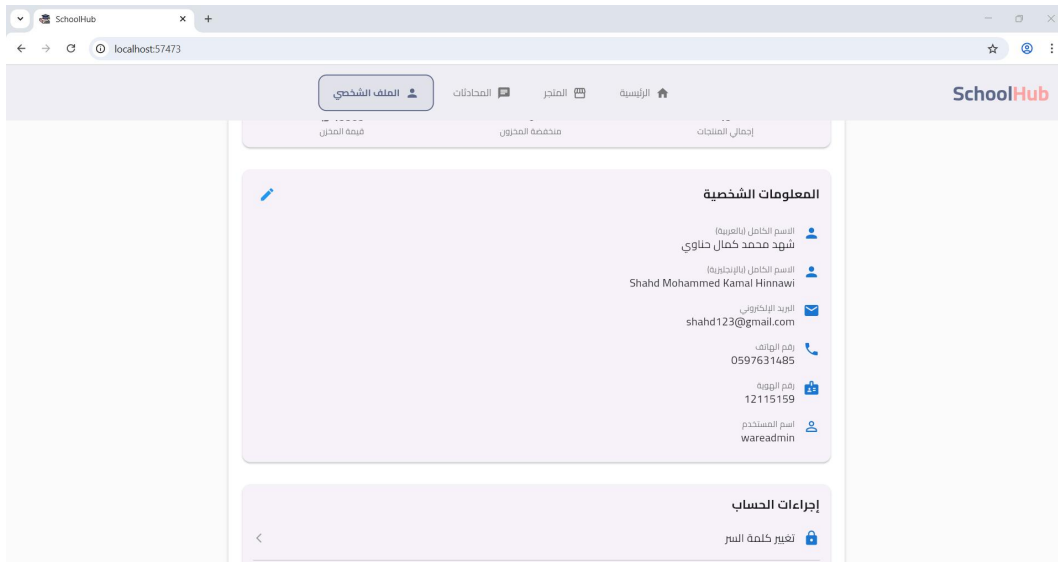 SchoolHub
localhost:57473
SchoolHub
الرئيسية
المتجر
المحادثات
الملف الشخصي
إجمالي المنتجات
منخفضة المخزون
قيمة المخزن
المعلومات الشخصية
الاسم الكامل (بالعربية)
شهد محمد كمال حناوي
الاسم الكامل (بالإنجليزية)
Shahd Mohammed Kamal Hinnawi
البريد الإلكتروني
shahd123@gmail.com
رقم الهاتف
0597631485
رقم الهوية
12115159
اسم المستخدم
wareadmin
إجراءات الحساب
تغيير كلمة السر